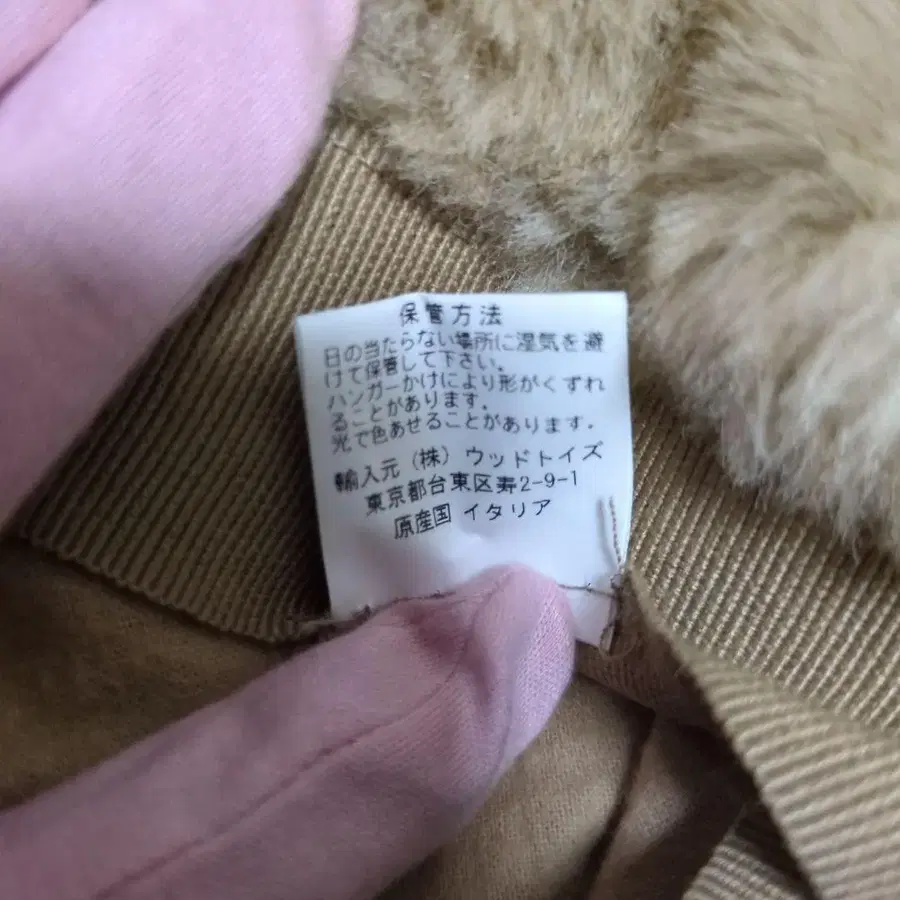 保管方法
日の当たらない場所に湿気を避
けて保管して下さい。
ハンガーかけにより形がくずれ
ることがあります。
光で色あせることがあります。
輸入元 (株) ウッドトイズ
東京都台東区寿2-9-1
原産国 イタリア